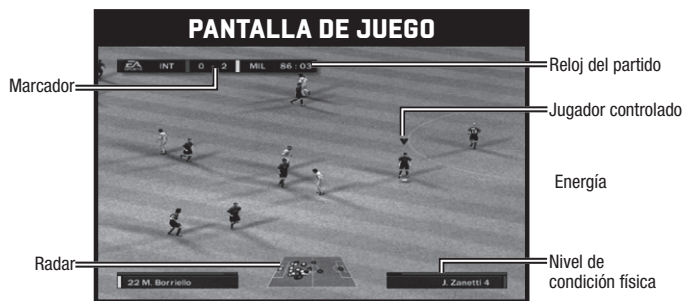 PANTALLA DE JUEGO
EA
SPORTS
INT 0 - 2 MIL 86:03
Marcador
Reloj del partido
Jugador controlado
Energía
Radar
Nivel de
condición física
22 M. Borriello
J. Zanetti 4